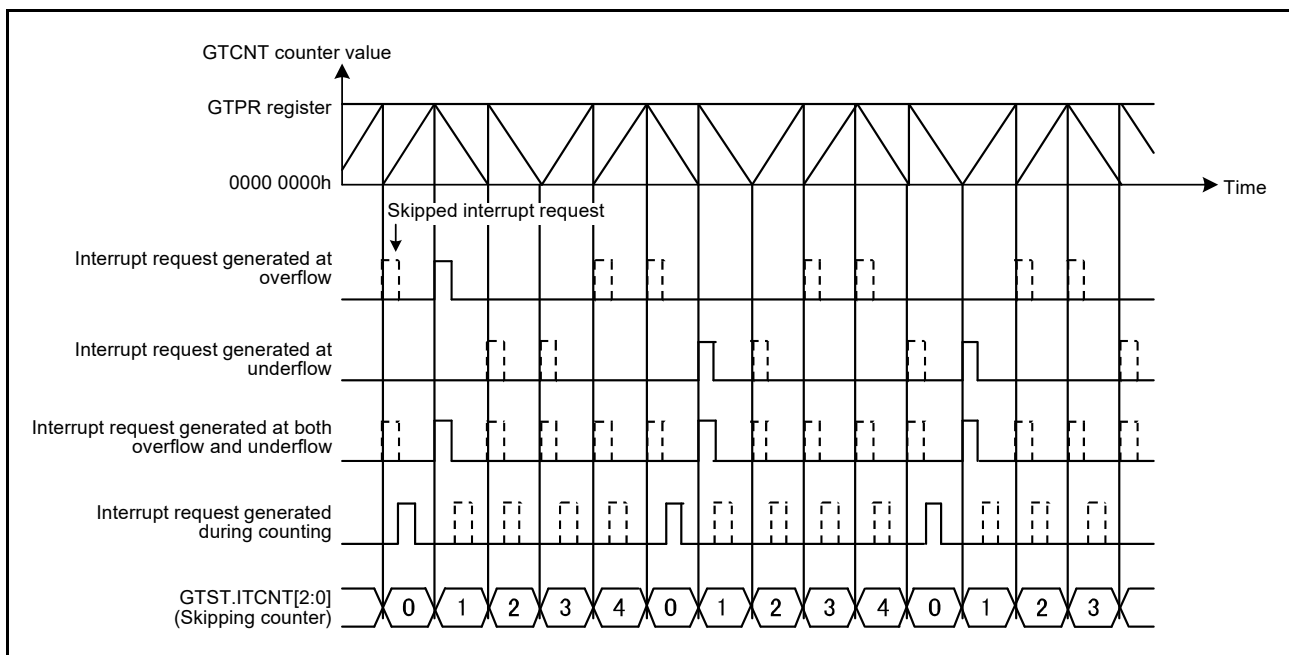 GTCNT counter value
GTPR register
0000 0000h
Time
Skipped interrupt request
Interrupt request generated at
overflow
Interrupt request generated at
underflow
Interrupt request generated at both
overflow and underflow
Interrupt request generated
during counting
GTST.ITCNT[2:0]
(Skipping counter)
0 1 2 3 4 0 1 2 3 4 0 1 2 3